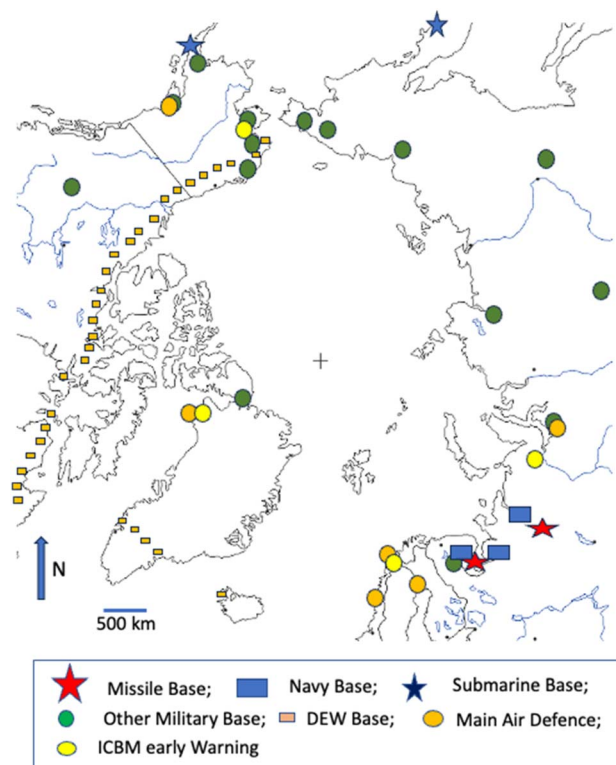 N
500 km
Missile Base; Navy Base; Submarine Base;
Other Military Base; DEW Base; Main Air Defence;
ICBM early Warning